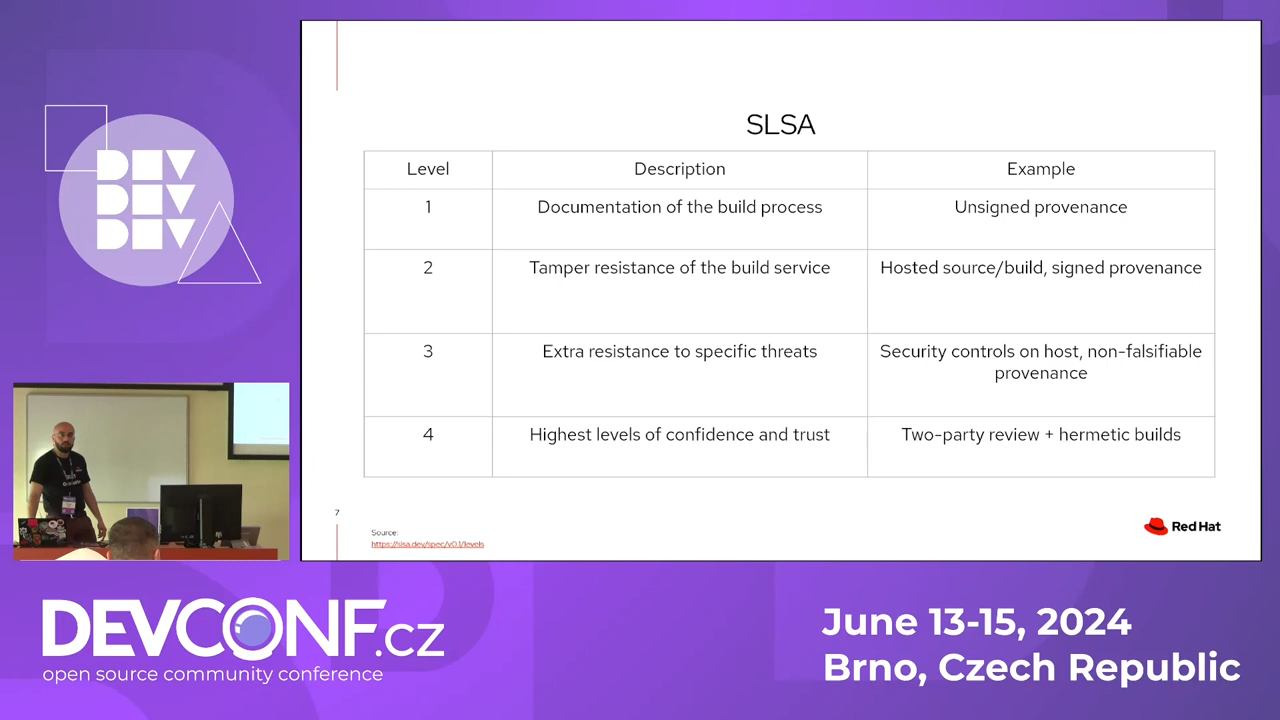 SLSA
Level Description Example
1 Documentation of the build process Unsigned provenance
2 Tamper resistance of the build service Hosted source/build, signed provenance
3 Extra resistance to specific threats Security controls on host, non-falsifiable
provenance
4 Highest levels of confidence and trust Two-party review + hermetic builds
7
Source:
https://slsa.dev/spec/v0.1/levels
Red Hat
DEV
DEV
DEV
DEVCONF.cz
open source community conference
June 13-15, 2024
Brno, Czech Republic